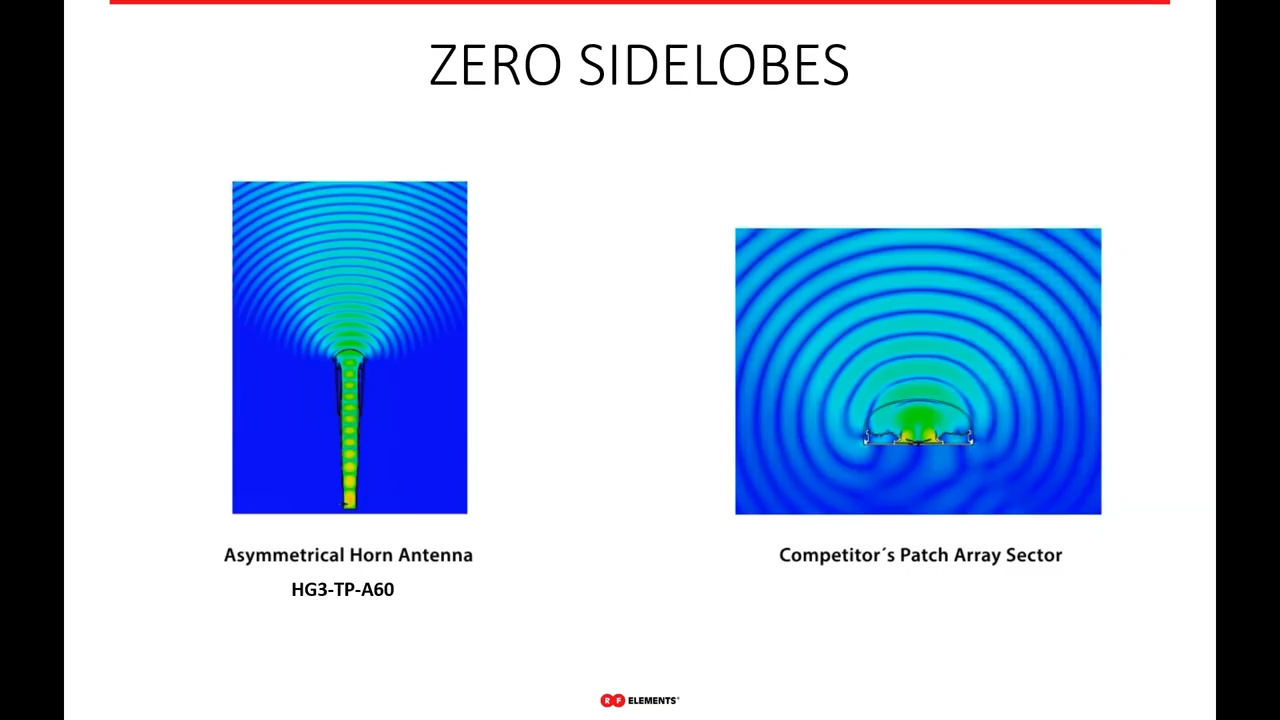 ZERO SIDELOBES
Asymmetrical Horn Antenna
HG3-TP-A60
Competitor´s Patch Array Sector
RF ELEMENTS®